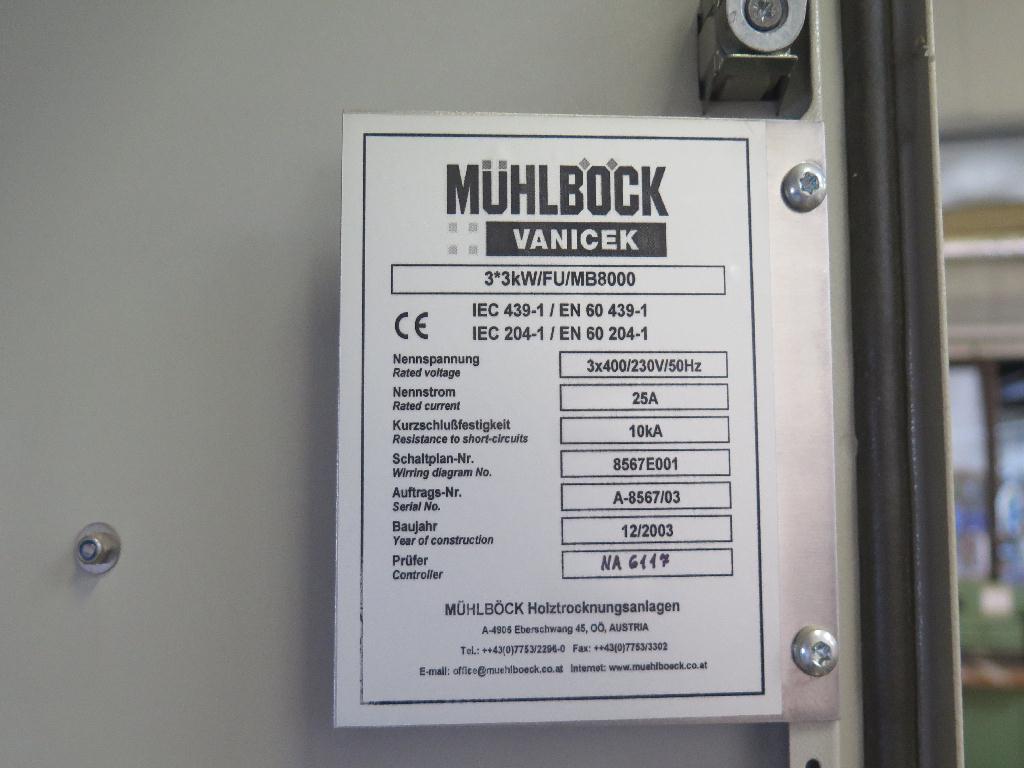 MÜHLBÖCK
VANICEK
3*3kW/FU/MB8000
CE
IEC 439-1 / EN 60 439-1
IEC 204-1 / EN 60 204-1
Nennspannung
Rated voltage
3x400/230V/50Hz
Nennstrom
Rated current
25A
Kurzschlußfestigkeit
Resistance to short-circuits
10kA
Schaltplan-Nr.
Wirring diagram No.
8567E001
Auftrags-Nr.
Serial No.
A-8567/03
Baujahr
Year of construction
12/2003
Prüfer
Controller
NA 6117
MÜHLBÖCK Holztrocknungsanlagen
A-4906 Eberschwang 45, OÖ, AUSTRIA
Tel.: ++43(0)7753/2296-0 Fax: ++43(0)7753/3302
E-mail: office@muehlboeck.co.at Internet: www.muehlboeck.co.at